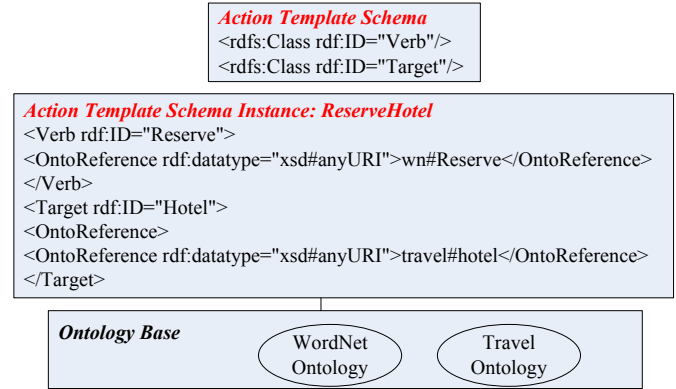 Action Template Schema
<rdfs:Class rdf:ID="Verb"/>
<rdfs:Class rdf:ID="Target"/>
Action Template Schema Instance: ReserveHotel
<Verb rdf:ID="Reserve">
<OntoReference rdf:datatype="xsd#anyURI">wn#Reserve</OntoReference>
</Verb>
<Target rdf:ID="Hotel">
<OntoReference>
<OntoReference rdf:datatype="xsd#anyURI">travel#hotel</OntoReference>
</Target>
Ontology Base
WordNet
Ontology
Travel
Ontology